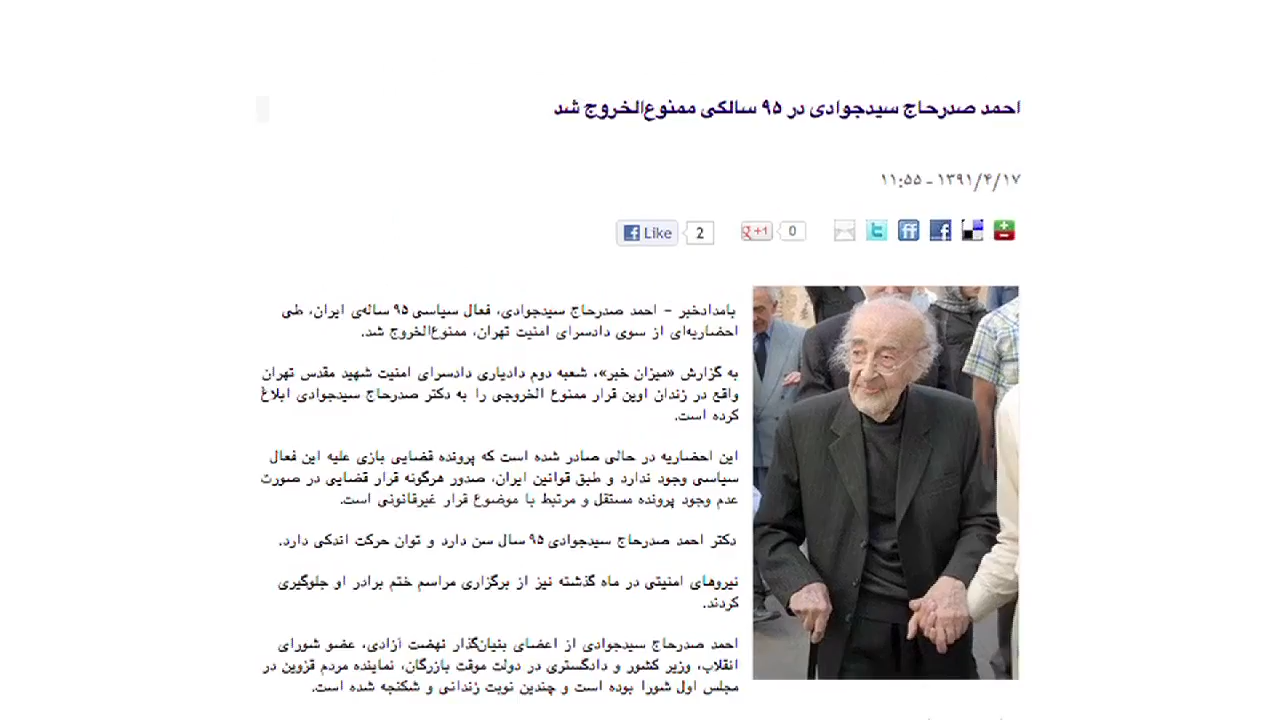 احمد صدرحاج سیدجوادی در ۹۵ سالگی ممنوع‌الخروج شد
۱۳۹۱/۴/۱۷ - ۱۱:۵۵
Like 2 +1 0
بامدادخبر – احمد صدرحاج سیدجوادی، فعال سیاسی ۹۵ ساله‌ی ایران، طی
احضاریه‌ای از سوی دادسرای امنیت تهران، ممنوع‌الخروج شد.
به گزارش «میزان خبر»، شعبه دوم دادیاری دادسرای امنیت شهید مقدس تهران
واقع در زندان اوین قرار ممنوع الخروجی را به دکتر صدرحاج سیدجوادی ابلاغ
کرده است.
این احضاریه در حالی صادر شده است که پرونده قضایی بازی علیه این فعال
سیاسی وجود ندارد و طبق قوانین ایران، صدور هرگونه قرار قضایی در صورت
عدم وجود پرونده مستقل و مرتبط با موضوع قرار غیرقانونی است.
دکتر احمد صدرحاج سیدجوادی ۹۵ سال سن دارد و توان حرکت اندکی دارد.
نیروهای امنیتی در ماه گذشته نیز از برگزاری مراسم ختم برادر او جلوگیری
کردند.
احمد صدرحاج سیدجوادی از اعضای بنیان‌گذار نهضت آزادی، عضو شورای
انقلاب، وزیر کشور و دادگستری در دولت موقت بازرگان، نماینده مردم قزوین در
مجلس اول شورا بوده است و چندین نوبت زندانی و شکنجه شده است.